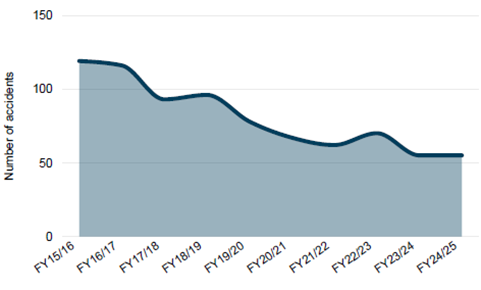 150
100
50
0
Number of accidents
FY15/16
FY16/17
FY17/18
FY18/19
FY19/20
FY20/21
FY21/22
FY22/23
FY23/24
FY24/25